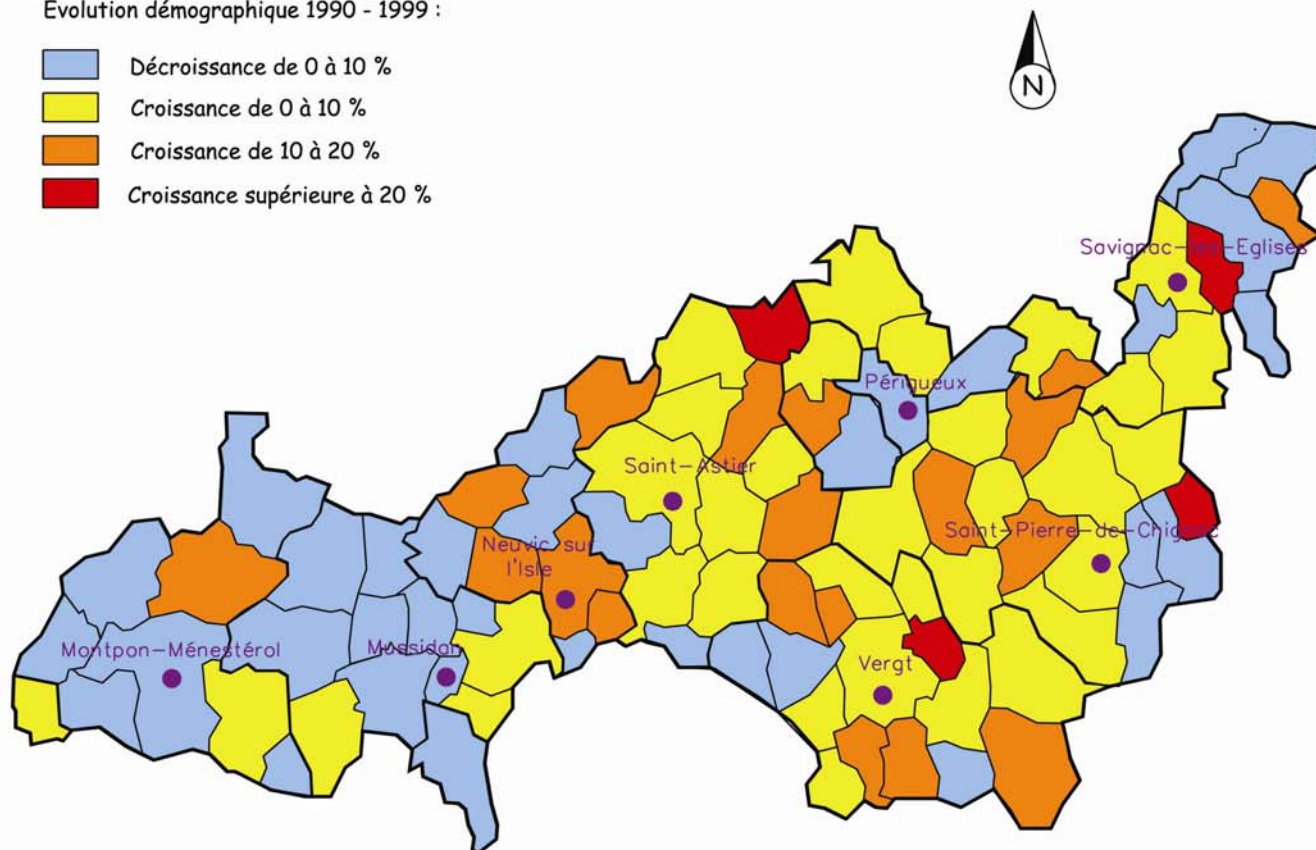 Evolution démographique 1990 - 1999 :
Décroissance de 0 à 10 %
Croissance de 0 à 10 %
Croissance de 10 à 20 %
Croissance supérieure à 20 %
N
Savignac-les-Eglises
Périgueux
Saint-Astier
Saint-Pierre-de-Chignac
Neuvic sur
l'Isle
Montpon-Ménestérol
Mussidan
Vergt